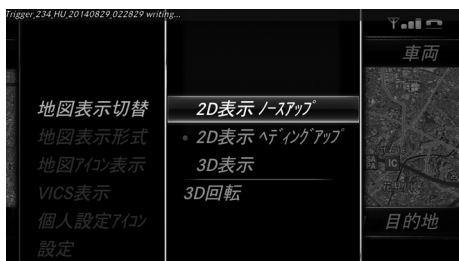 Trigger_234_HU_20140829_022829 writing...
車両
地図表示切替
地図表示形式
地図アイコン表示
VICS表示
個人設定アイコン
設定
2D表示 ノースアップ
• 2D表示 ヘディングアップ
3D表示
3D回転
IC
目的地